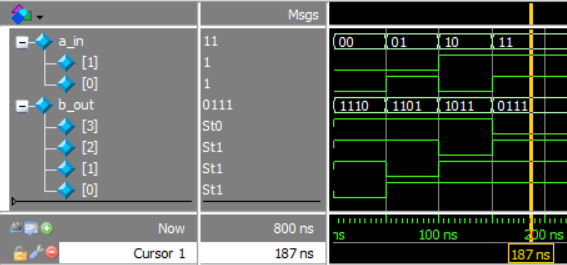 Msgs
a_in 11 00 01 10 11
[1] 1
[0] 1
b_out 0111 1110 1101 1011 0111
[3] St0
[2] St1
[1] St1
[0] St1
Now 800 ns ns 100 ns 200 ns
Cursor 1 187 ns 187 ns